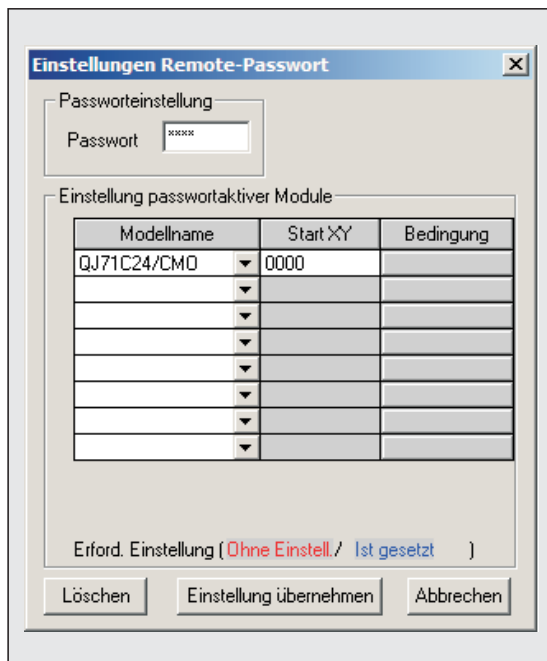 Einstellungen Remote-Passwort
Passworteinstellung
Passwort ****
Einstellung passwortaktiver Module
Modellname Start XY Bedingung
QJ71C24/CMO 0000
Erford. Einstellung ( Ohne Einstell. / Ist gesetzt )
Löschen Einstellung übernehmen Abbrechen